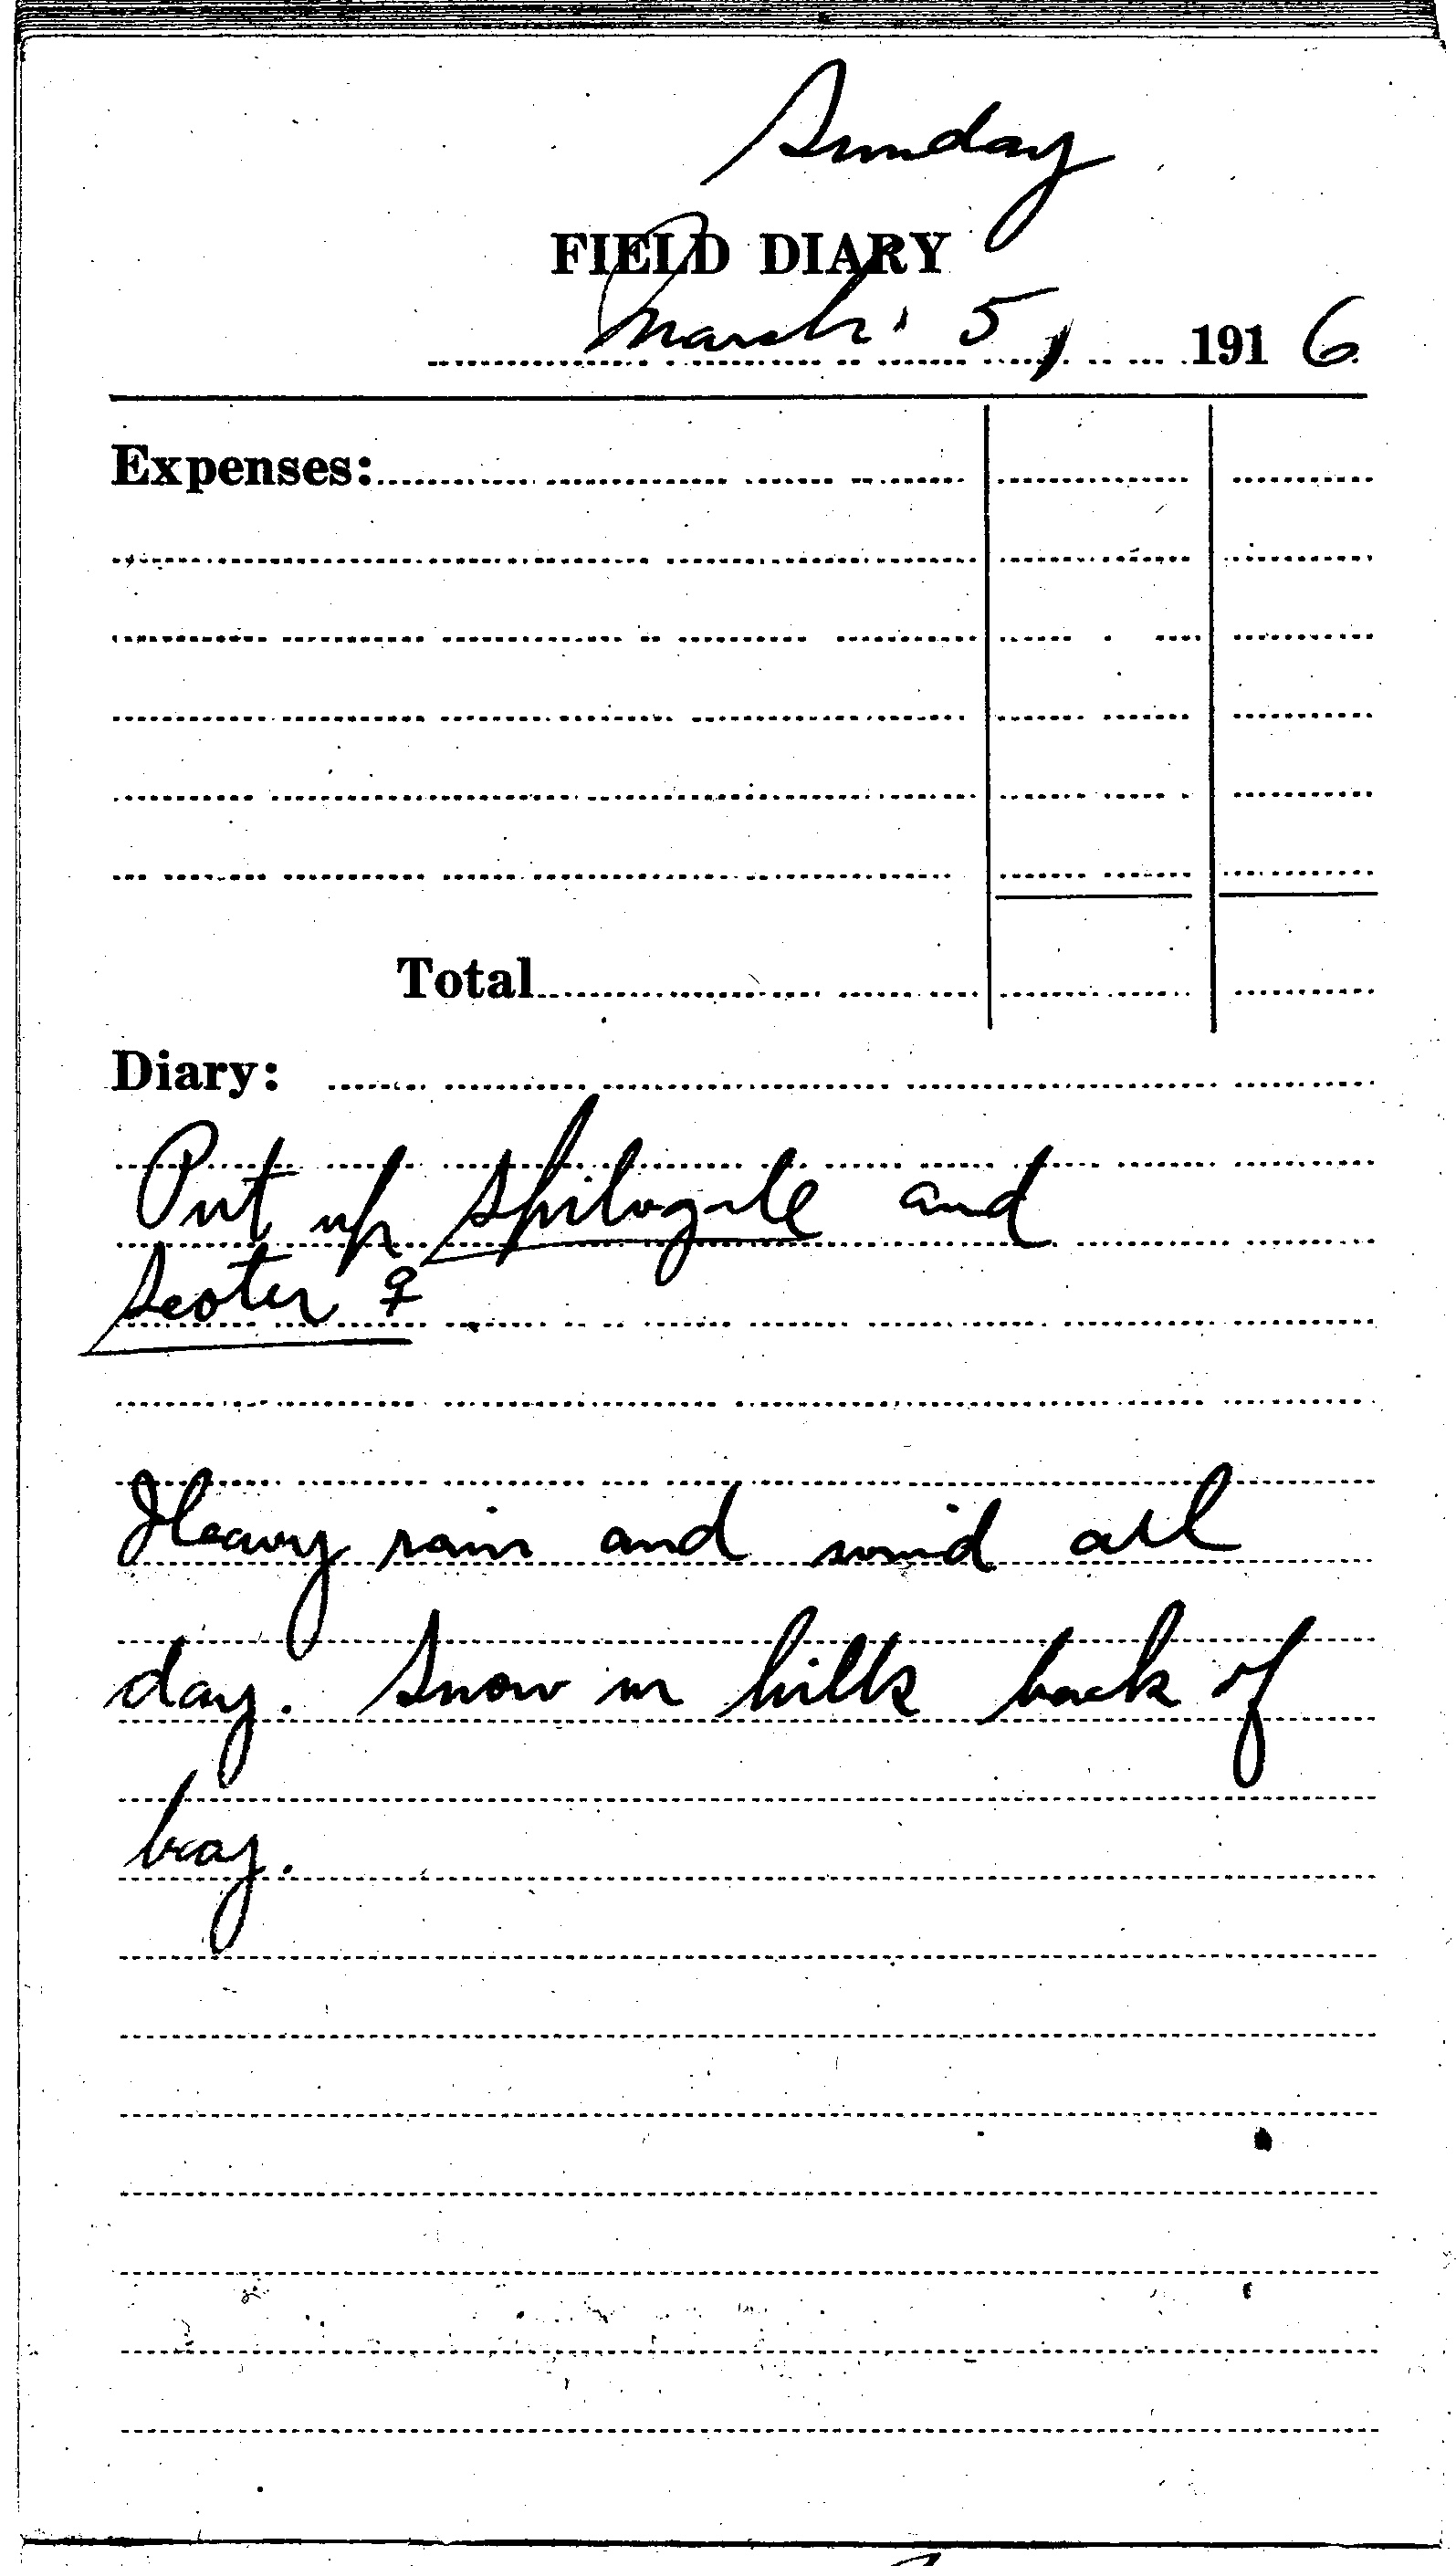 Sunday
FIELD DIARY
March 5, 1916
Expenses:
Total
Diary:
Put up Spilogale and
Scoter ♀.
Heavy rain and wind all
day. Snow in hills back of
bay.